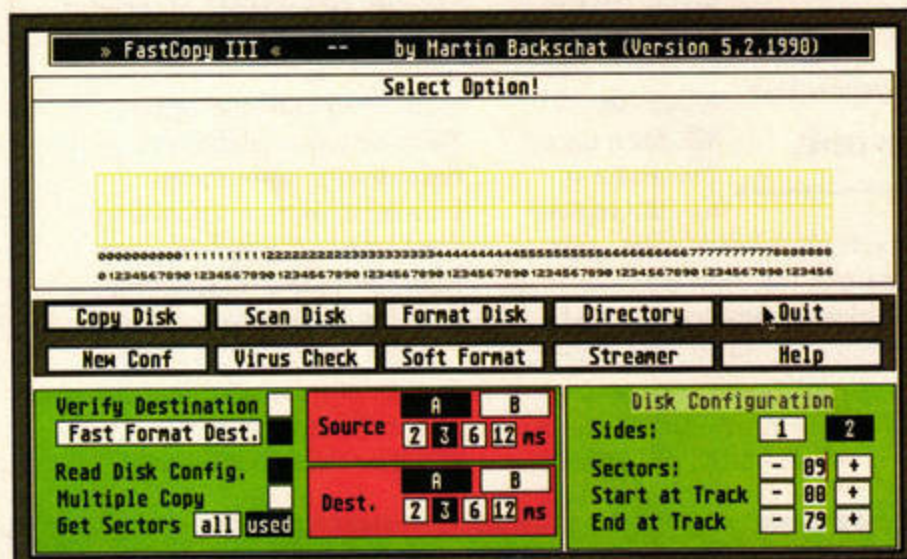 » FastCopy III « -- by Martin Backschat (Version 5.2.1990)
Select Option!
000000000011111111112222222222333333333344444444445555555555666666666677777777778888888
012345678901234567890123456789012345678901234567890123456789012345678901234567890123456
Copy Disk Scan Disk Format Disk Directory Quit
New Conf Virus Check Soft Format Streamer Help
Verify Destination
Fast Format Dest.
Read Disk Config.
Multiple Copy
Get Sectors all used
Source A B
2 3 6 12 ms
Dest. A B
2 3 6 12 ms
Disk Configuration
Sides: 1 2
Sectors: - 09 +
Start at Track - 00 +
End at Track - 79 +